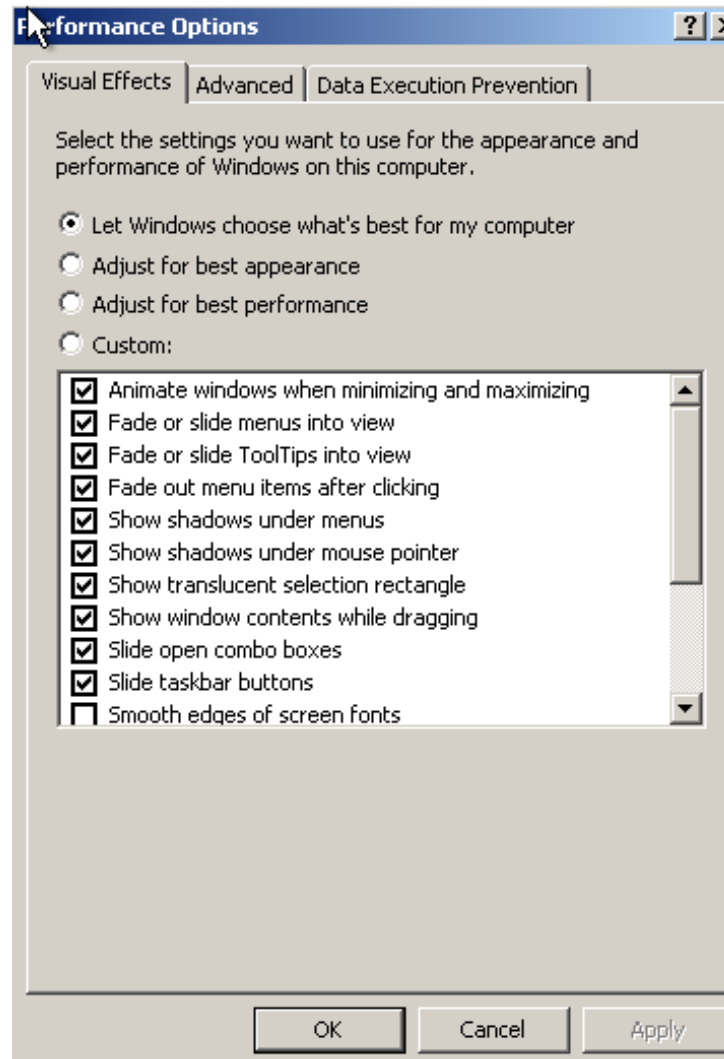 Performance Options
Visual Effects
Advanced
Data Execution Prevention
Select the settings you want to use for the appearance and
performance of Windows on this computer.
Let Windows choose what's best for my computer
Adjust for best appearance
Adjust for best performance
Custom:
Animate windows when minimizing and maximizing
Fade or slide menus into view
Fade or slide ToolTips into view
Fade out menu items after clicking
Show shadows under menus
Show shadows under mouse pointer
Show translucent selection rectangle
Show window contents while dragging
Slide open combo boxes
Slide taskbar buttons
Smooth edges of screen fonts
OK
Cancel
Apply